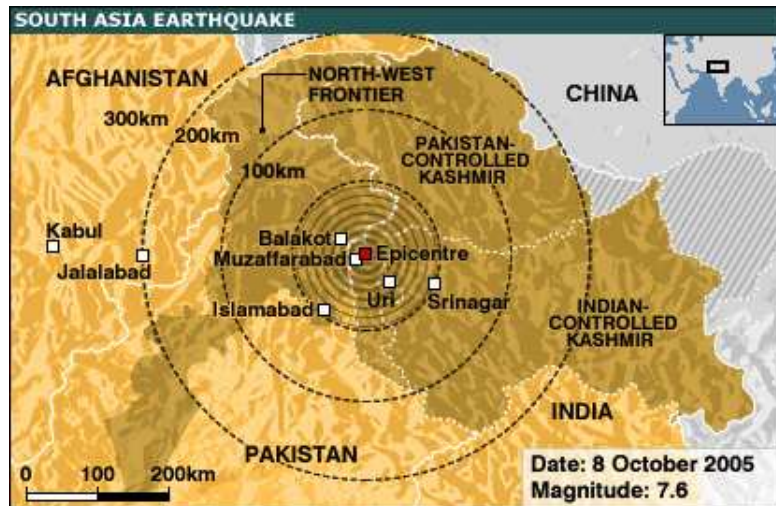 SOUTH ASIA EARTHQUAKE
AFGHANISTAN
NORTH-WEST
FRONTIER
CHINA
300km
200km
100km
PAKISTAN-
CONTROLLED
KASHMIR
Kabul
Jalalabad
Balakot
Muzaffarabad
Epicentre
Uri
Srinagar
Islamabad
INDIAN-
CONTROLLED
KASHMIR
INDIA
PAKISTAN
0 100 200km
Date: 8 October 2005
Magnitude: 7.6